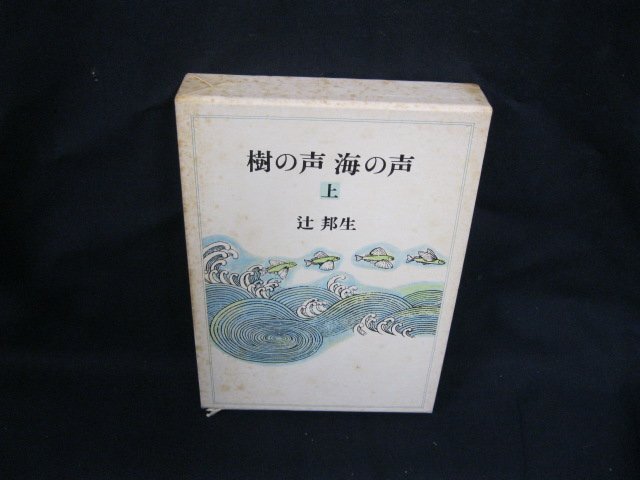 樹の声 海の声
上
辻 邦生